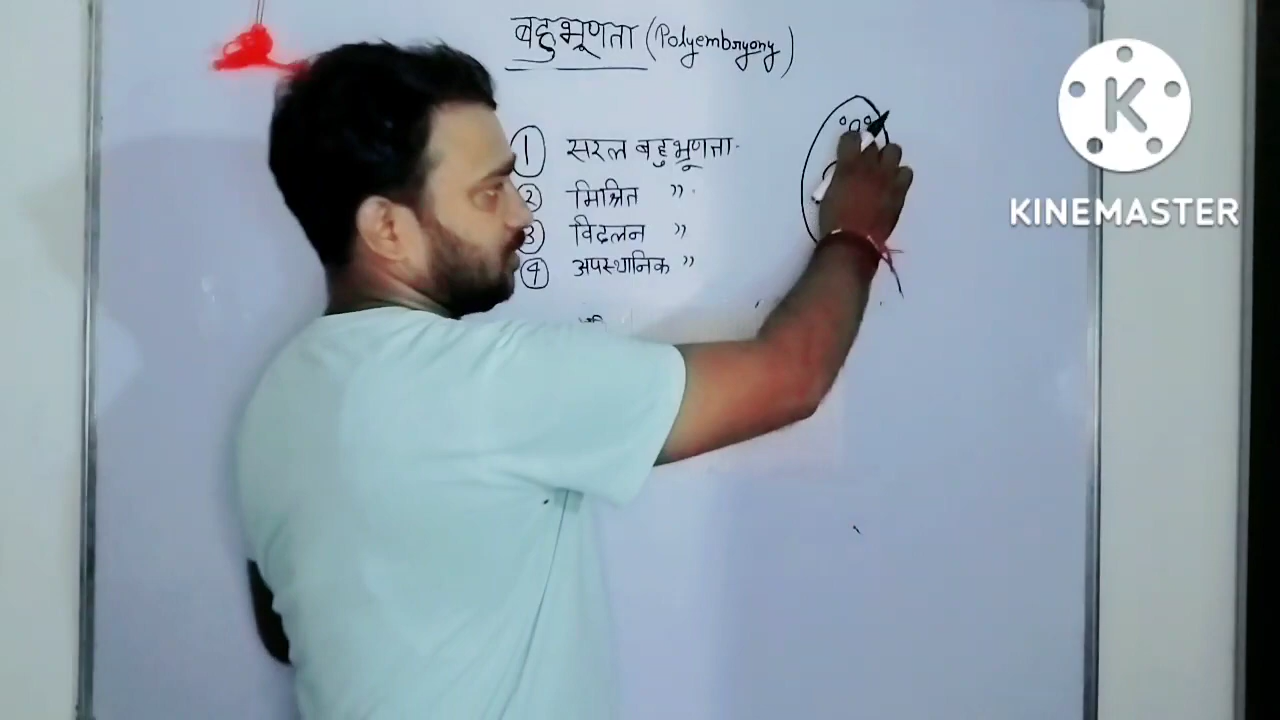 बहुभ्रूणता (Polyembryony)
① सरल बहुभ्रूणत्ता.
② मिश्रित ”.
③ विदलन ”
④ अपस्थानिक ”
K
KINEMASTER